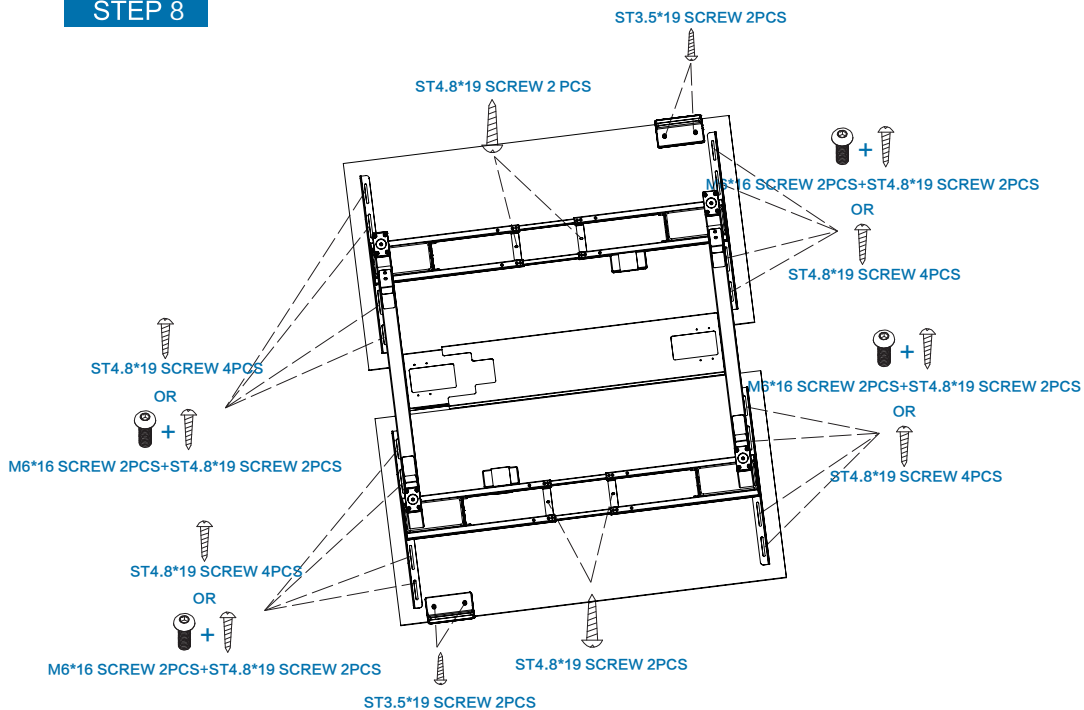 STEP 8
ST3.5*19 SCREW 2PCS
ST4.8*19 SCREW 2 PCS
+
M6*16 SCREW 2PCS+ST4.8*19 SCREW 2PCS
OR
ST4.8*19 SCREW 4PCS
ST4.8*19 SCREW 4PCS
OR
+
M6*16 SCREW 2PCS+ST4.8*19 SCREW 2PCS
+
M6*16 SCREW 2PCS+ST4.8*19 SCREW 2PCS
OR
ST4.8*19 SCREW 4PCS
ST4.8*19 SCREW 4PCS
OR
+
M6*16 SCREW 2PCS+ST4.8*19 SCREW 2PCS
ST4.8*19 SCREW 2PCS
ST3.5*19 SCREW 2PCS